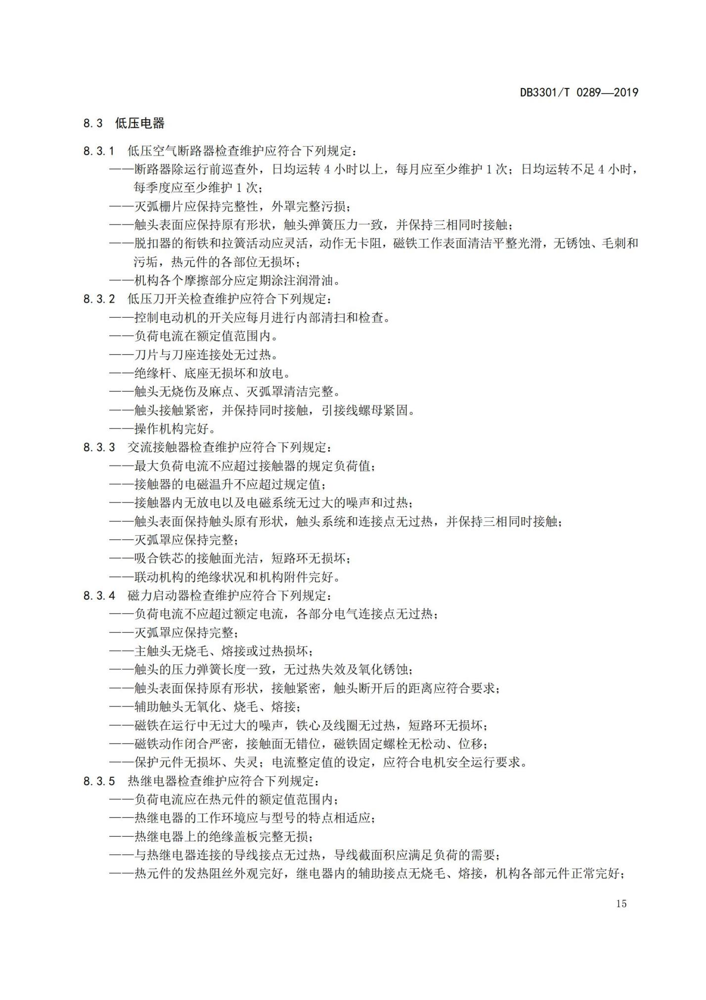 DB3301/T 0289—2019
8.3 低压电器
8.3.1 低压空气断路器检查维护应符合下列规定：
——断路器除运行前巡查外，日均运转 4 小时以上，每月应至少维护 1 次；日均运转不足 4 小时，
每季度应至少维护 1 次；
——灭弧栅片应保持完整性，外罩完整污损；
——触头表面应保持原有形状，触头弹簧压力一致，并保持三相同时接触；
——脱扣器的衔铁和拉簧活动应灵活，动作无卡阻，磁铁工作表面清洁平整光滑，无锈蚀、毛刺和
污垢，热元件的各部位无损坏；
——机构各个摩擦部分应定期涂注润滑油。
8.3.2 低压刀开关检查维护应符合下列规定：
——控制电动机的开关应每月进行内部清扫和检查。
——负荷电流在额定值范围内。
——刀片与刀座连接处无过热。
——绝缘杆、底座无损坏和放电。
——触头无烧伤及麻点、灭弧罩清洁完整。
——触头接触紧密，并保持同时接触，引接线螺母紧固。
——操作机构完好。
8.3.3 交流接触器检查维护应符合下列规定：
——最大负荷电流不应超过接触器的规定负荷值；
——接触器的电磁温升不应超过规定值；
——接触器内无放电以及电磁系统无过大的噪声和过热；
——触头表面保持触头原有形状，触头系统和连接点无过热，并保持三相同时接触；
——灭弧罩应保持完整；
——吸合铁芯的接触面光洁，短路环无损坏；
——联动机构的绝缘状况和机构附件完好。
8.3.4 磁力启动器检查维护应符合下列规定：
——负荷电流不应超过额定电流，各部分电气连接点无过热；
——灭弧罩应保持完整；
——主触头无烧毛、熔接或过热损坏；
——触头的压力弹簧长度一致，无过热失效及氧化锈蚀；
——触头表面保持原有形状，接触紧密，触头断开后的距离应符合要求；
——辅助触头无氧化、烧毛、熔接；
——磁铁在运行中无过大的噪声，铁心及线圈无过热，短路环无损坏；
——磁铁动作闭合严密，接触面无错位，磁铁固定螺栓无松动、位移；
——保护元件无损坏、失灵；电流整定值的设定，应符合电机安全运行要求。
8.3.5 热继电器检查维护应符合下列规定：
——负荷电流应在热元件的额定值范围内；
——热继电器的工作环境应与型号的特点相适应；
——热继电器上的绝缘盖板完整无损；
——与热继电器连接的导线接点无过热，导线截面积应满足负荷的需要；
——热元件的发热阻丝外观完好，继电器内的辅助接点无烧毛、熔接，机构各部元件正常完好；
15